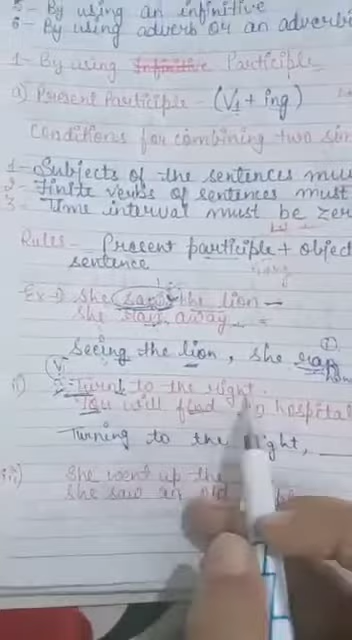 5- By using an infinitive
6- By using adverb or an adverbi
1- By using Infinitive Participle
a) Present Participle - (V1 + ing)
Conditions for combining two sim
1- Subjects of the sentences mus
2- Finite verbs of sentences must
3- Time interval must be zer
Rules- Present participle + object
sentence
Ex-i) She saw the lion -
She ran away.
Seeing the lion, she ran
ii) Turn to the right.
You will find hospital
Turning to the right,
iii) She went up the
She saw an old